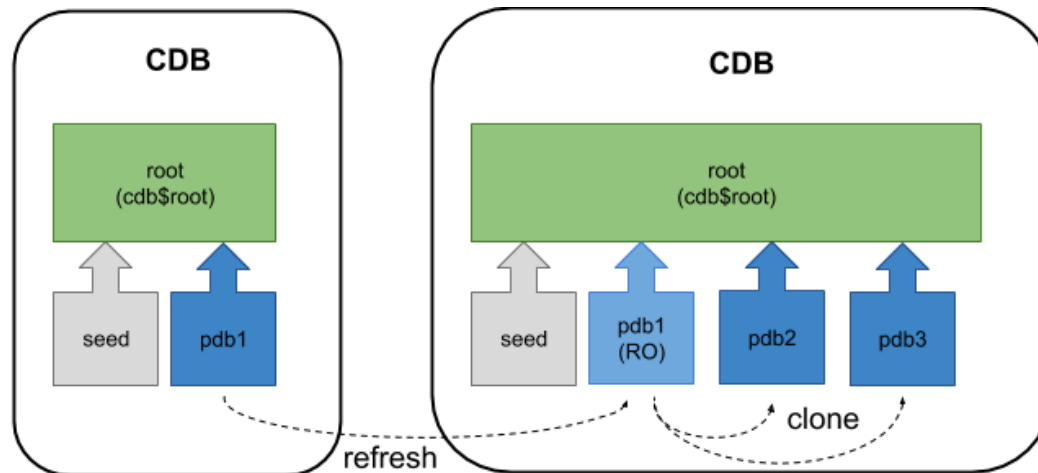 CDB
root
(cdb$root)
seed
pdb1
CDB
root
(cdb$root)
seed
pdb1
(RO)
pdb2
pdb3
clone
refresh